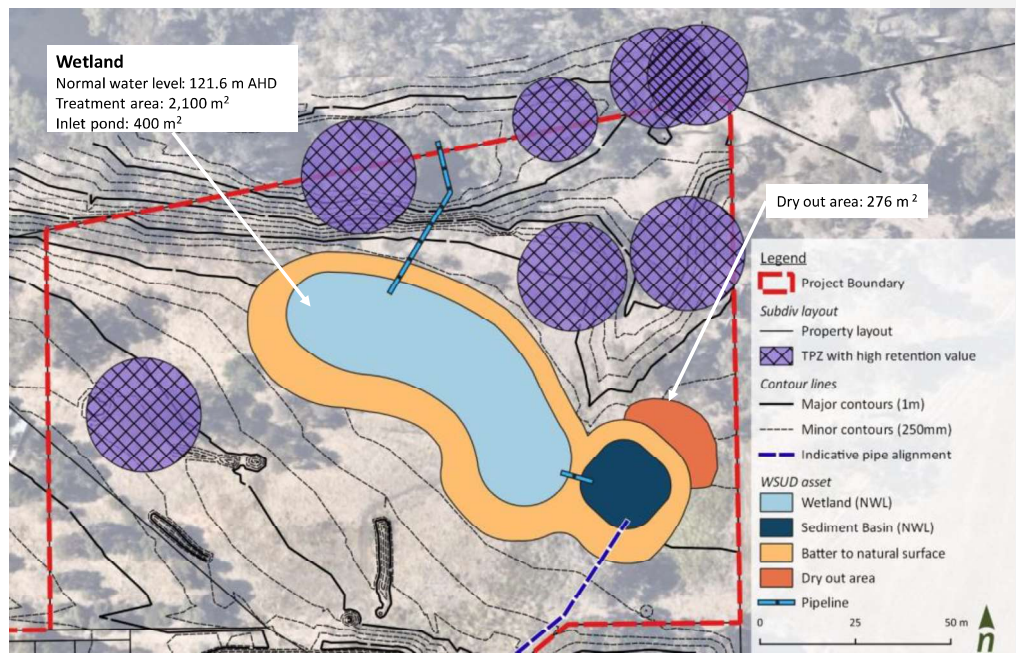 Wetland
Normal water level: 121.6 m AHD
Treatment area: 2,100 m²
Inlet pond: 400 m²
Dry out area: 276 m²
Legend
Project Boundary
Subdiv layout
Property layout
TPZ with high retention value
Contour lines
Major contours (1m)
Minor contours (250mm)
Indicative pipe alignment
WSUD asset
Wetland (NWL)
Sediment Basin (NWL)
Batter to natural surface
Dry out area
Pipeline
0 25 50 m
n